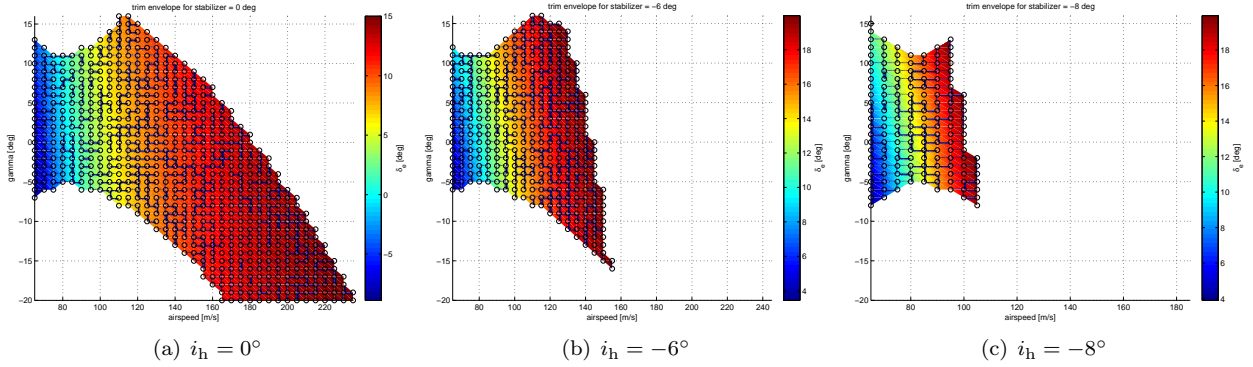 trim envelope for stabilizer = 0 deg
15
10
5
0
−5
−10
−15
−20
gamma [deg]
80 100 120 140 160 180 200 220
airspeed [m/s]
15
10
5
0
−5
δe [deg]
(a) ih = 0°
trim envelope for stabilizer = −6 deg
15
10
5
0
−5
−10
−15
−20
gamma [deg]
80 100 120 140 160 180 200 220 240
airspeed [m/s]
18
16
14
12
10
8
6
4
δe [deg]
(b) ih = −6°
trim envelope for stabilizer = −8 deg
15
10
5
0
−5
−10
−15
−20
gamma [deg]
80 100 120 140 160 180
airspeed [m/s]
18
16
14
12
10
8
6
4
δe [deg]
(c) ih = −8°